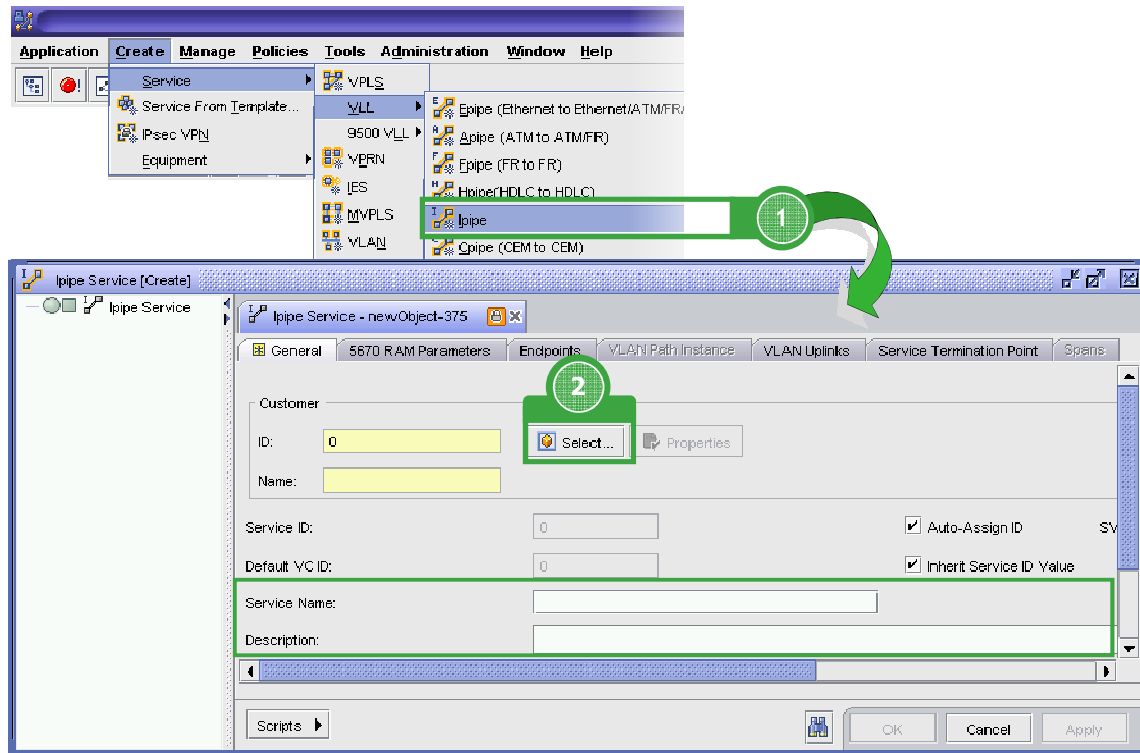 Application Create Manage Policies Tools Administration Window Help
Service
Service From Template...
IPsec VPN
Equipment
VPLS
VLL
9500 VLL
VPRN
IES
MVPLS
VLAN
Epipe (Ethernet to Ethernet/ATM/FR/
Apipe (ATM to ATM/FR)
Fpipe (FR to FR)
Hpipe(HDLC to HDLC)
Ipipe
Cpipe (CEM to CEM)
1
Ipipe Service [Create]
Ipipe Service
Ipipe Service - newObject-375
General 5670 RAM Parameters Endpoints VLAN Path Instance VLAN Uplinks Service Termination Point Spans
2
Customer
ID: 0 Select... Properties
Name:
Service ID: 0 Auto-Assign ID SV
Default VC ID: 0 Inherit Service ID Value
Service Name:
Description:
Scripts OK Cancel Apply